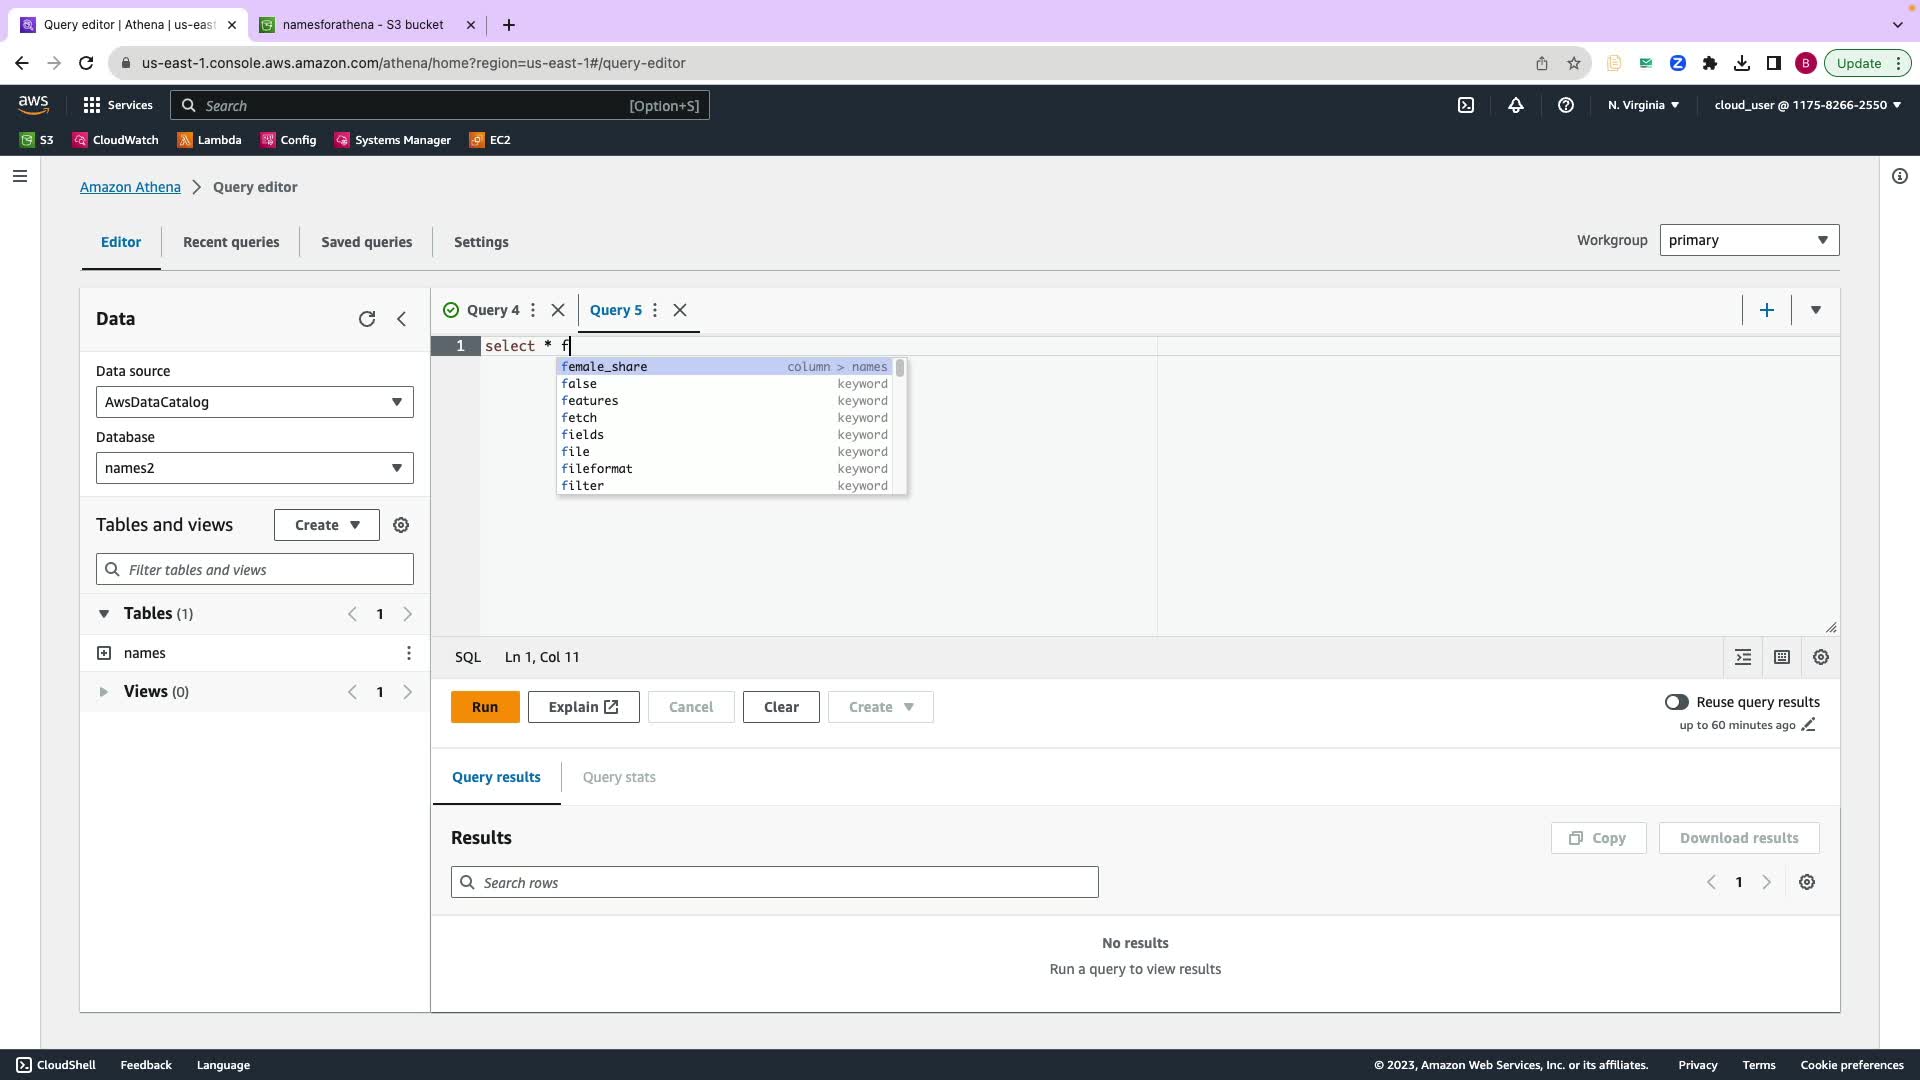 Query editor | Athena | us-east
namesforathena - S3 bucket
us-east-1.console.aws.amazon.com/athena/home?region=us-east-1#/query-editor
B
Update
aws
Services
Search
[Option+S]
N. Virginia
cloud_user @ 1175-8266-2550
S3
CloudWatch
Lambda
Config
Systems Manager
EC2
Amazon Athena
Query editor
Editor
Recent queries
Saved queries
Settings
Workgroup
primary
Data
Data source
AwsDataCatalog
Database
names2
Tables and views
Create
Filter tables and views
Tables (1)
1
names
Views (0)
1
Query 4
Query 5
1 select * f
female_share column > names
false keyword
features keyword
fetch keyword
fields keyword
file keyword
fileformat keyword
filter keyword
SQL Ln 1, Col 11
Run
Explain
Cancel
Clear
Create
Reuse query results
up to 60 minutes ago
Query results
Query stats
Results
Copy
Download results
Search rows
1
No results
Run a query to view results
CloudShell
Feedback
Language
© 2023, Amazon Web Services, Inc. or its affiliates.
Privacy
Terms
Cookie preferences